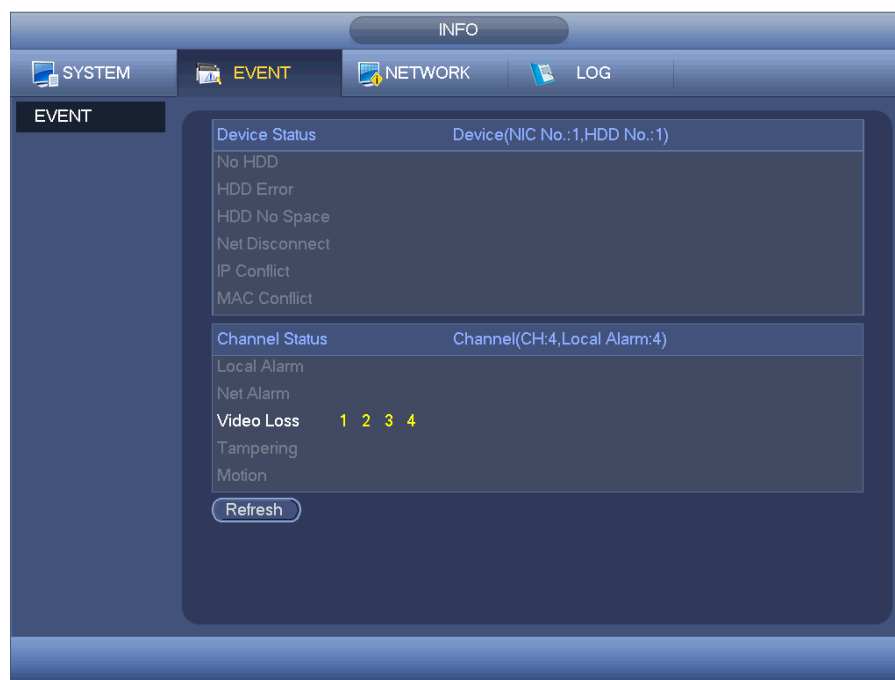 INFO
SYSTEM EVENT NETWORK LOG
EVENT
Device Status Device(NIC No.:1,HDD No.:1)
No HDD
HDD Error
HDD No Space
Net Disconnect
IP Conflict
MAC Conflict
Channel Status Channel(CH:4,Local Alarm:4)
Local Alarm
Net Alarm
Video Loss 1 2 3 4
Tampering
Motion
Refresh